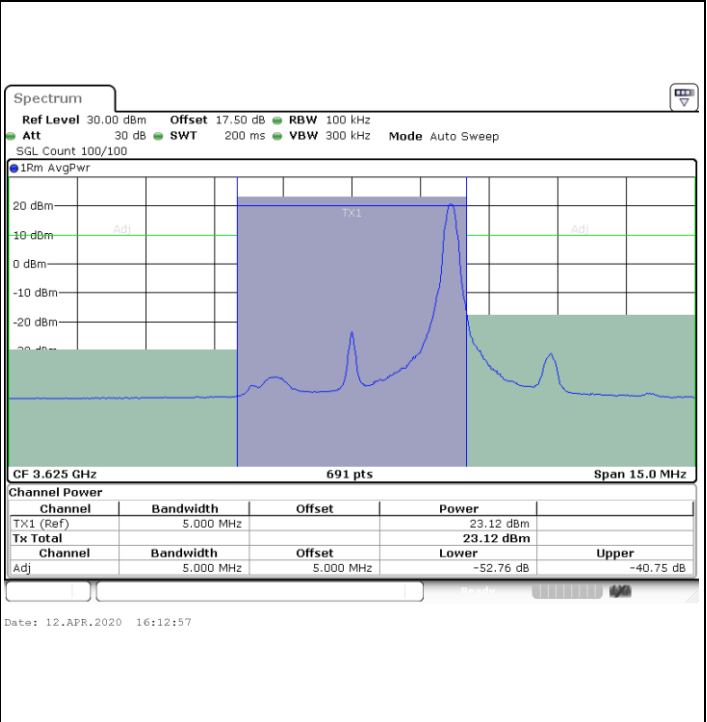 Spectrum
Ref Level 30.00 dBm Offset 17.50 dB RBW 100 kHz
Att 30 dB SWT 200 ms VBW 300 kHz Mode Auto Sweep
SGL Count 100/100
1Rm AvgPwr
20 dBm
TX1
10 dBm
Adj
Adj
0 dBm
-10 dBm
-20 dBm
CF 3.625 GHz 691 pts Span 15.0 MHz
Channel Power
Channel Bandwidth Offset Power
TX1 (Ref) 5.000 MHz 23.12 dBm
Tx Total 23.12 dBm
Channel Bandwidth Offset Lower Upper
Adj 5.000 MHz 5.000 MHz -52.76 dB -40.75 dB
Ready
Date: 12.APR.2020 16:12:57